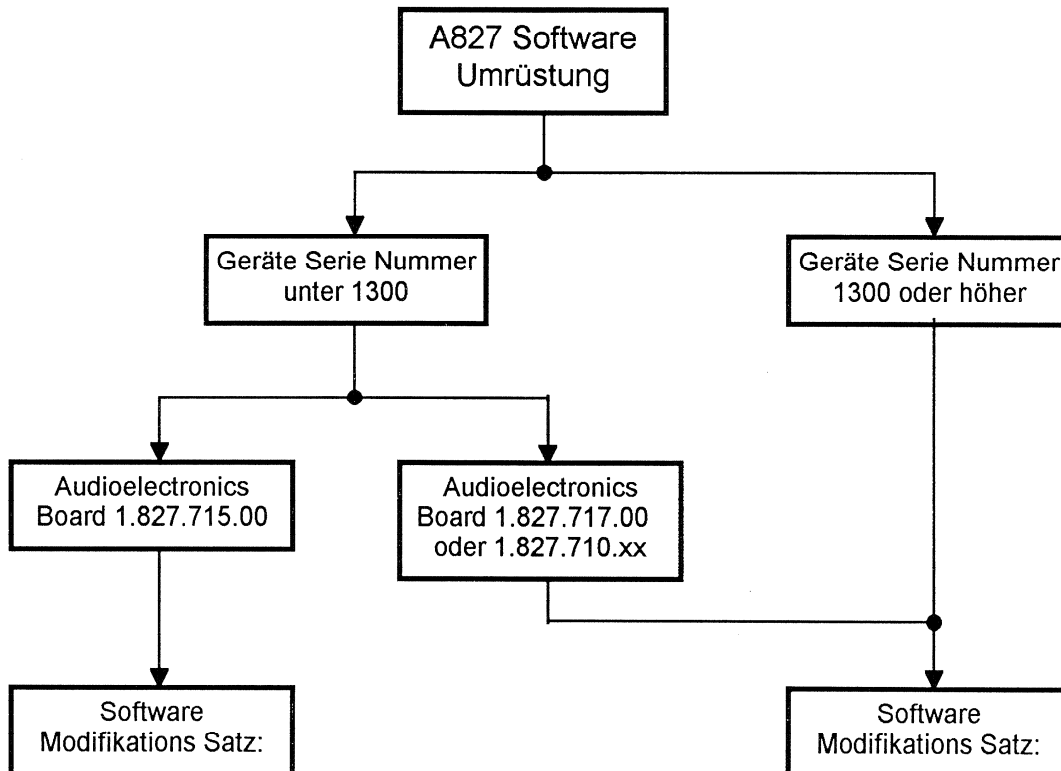 A827 Software
Umrüstung
Geräte Serie Nummer
unter 1300
Geräte Serie Nummer
1300 oder höher
Audioelectronics
Board 1.827.715.00
Audioelectronics
Board 1.827.717.00
oder 1.827.710.xx
Software
Modifikations Satz:
Software
Modifikations Satz: